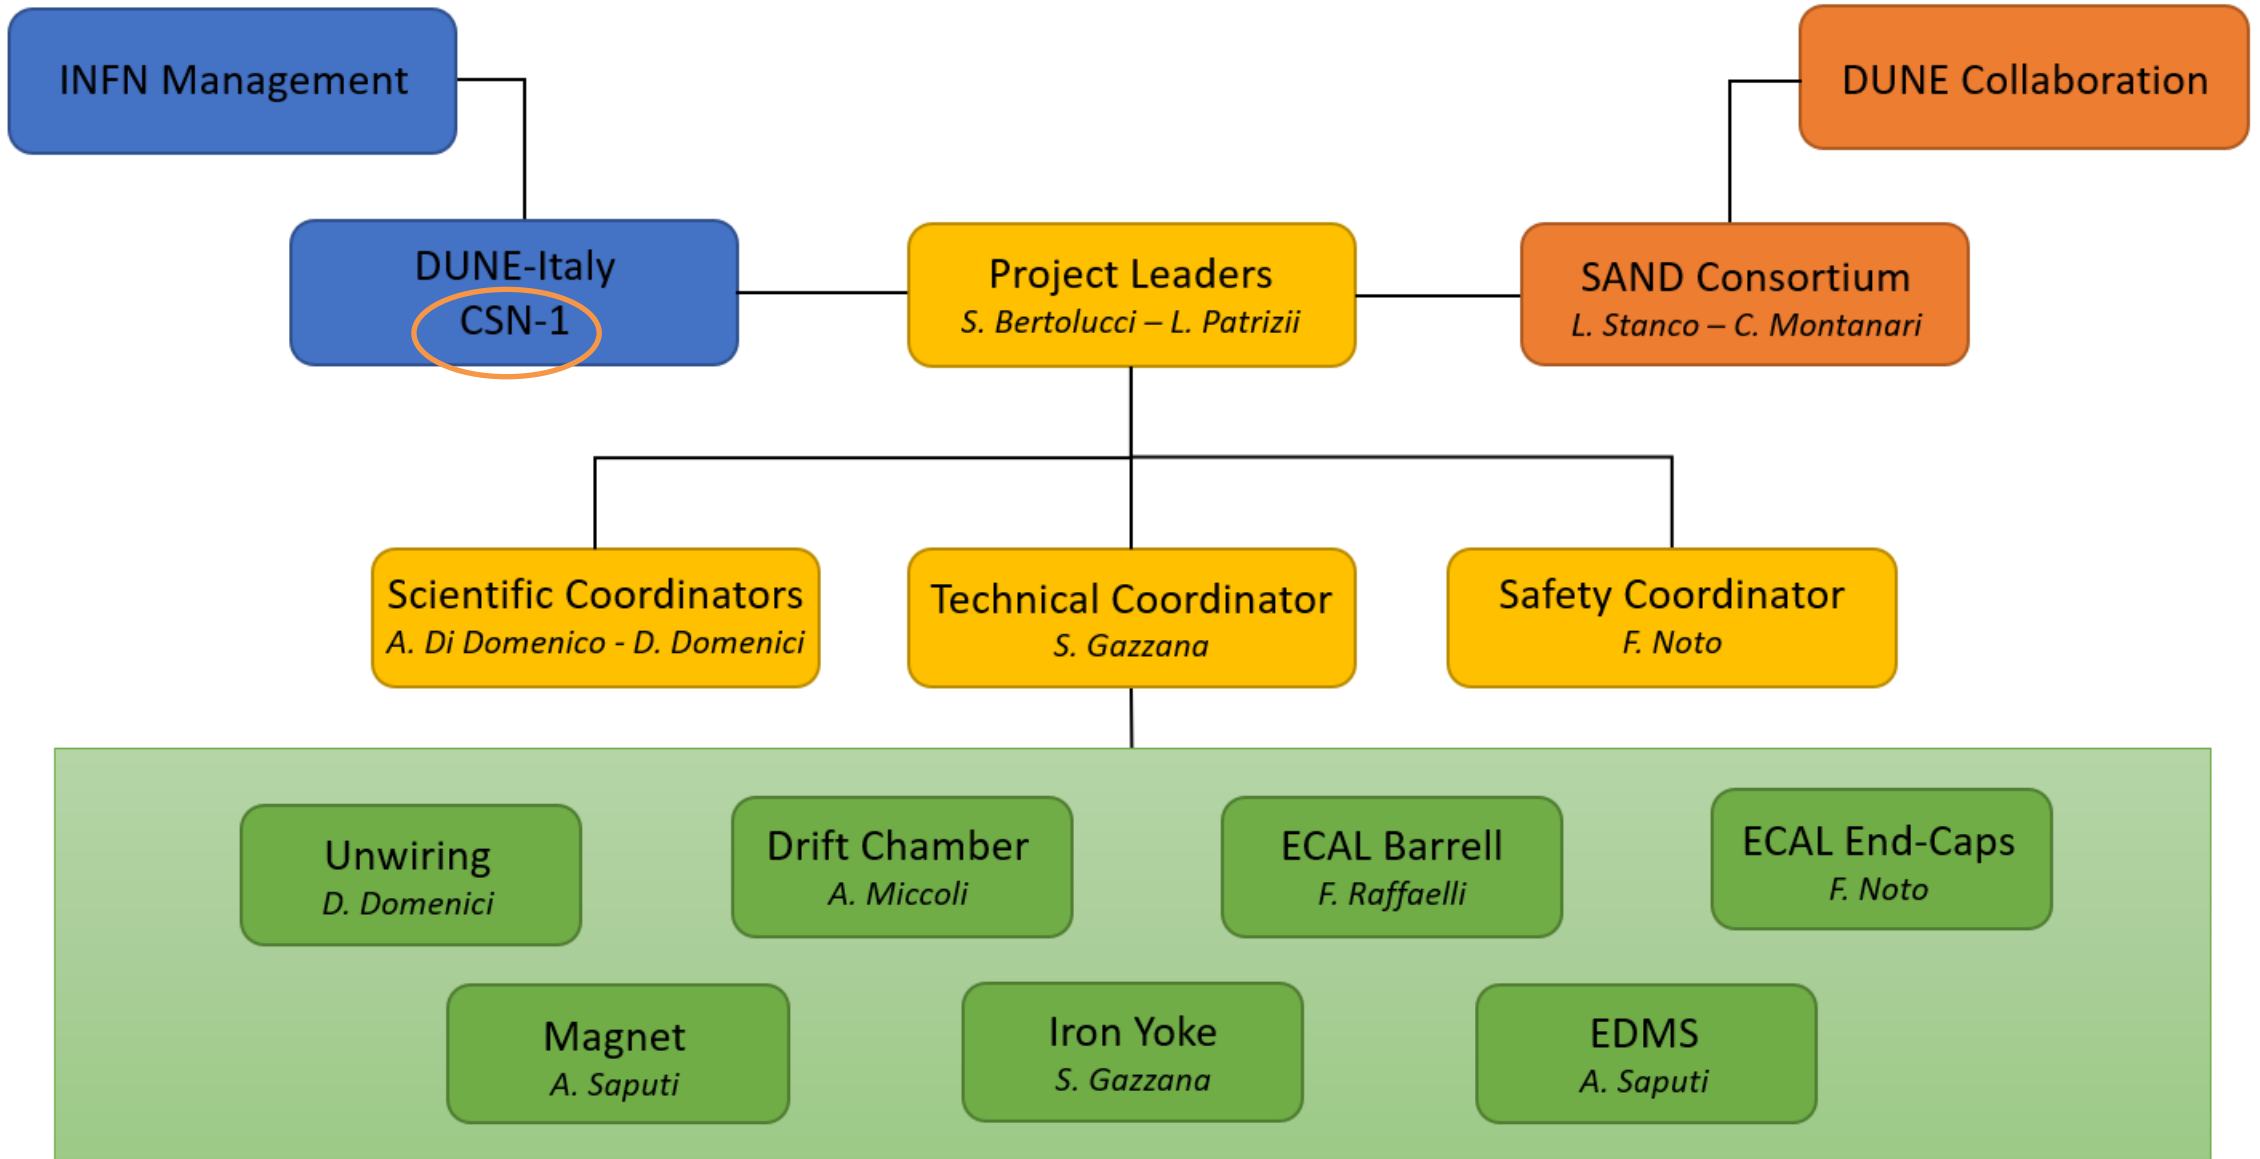 INFN Management
DUNE Collaboration
DUNE-Italy
CSN-1
Project Leaders
S. Bertolucci – L. Patrizii
SAND Consortium
L. Stanco – C. Montanari
Scientific Coordinators
A. Di Domenico - D. Domenici
Technical Coordinator
S. Gazzana
Safety Coordinator
F. Noto
Unwiring
D. Domenici
Drift Chamber
A. Miccoli
ECAL Barrell
F. Raffaelli
ECAL End-Caps
F. Noto
Magnet
A. Saputi
Iron Yoke
S. Gazzana
EDMS
A. Saputi